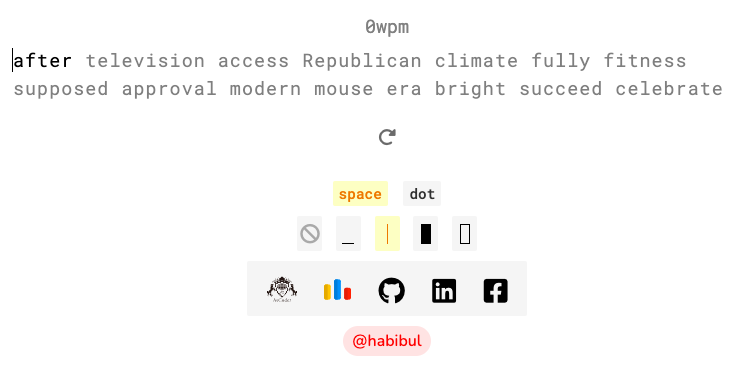 0wpm
after television access Republican climate fully fitness
supposed approval modern mouse era bright succeed celebrate
space dot
AtCoder
@habibul